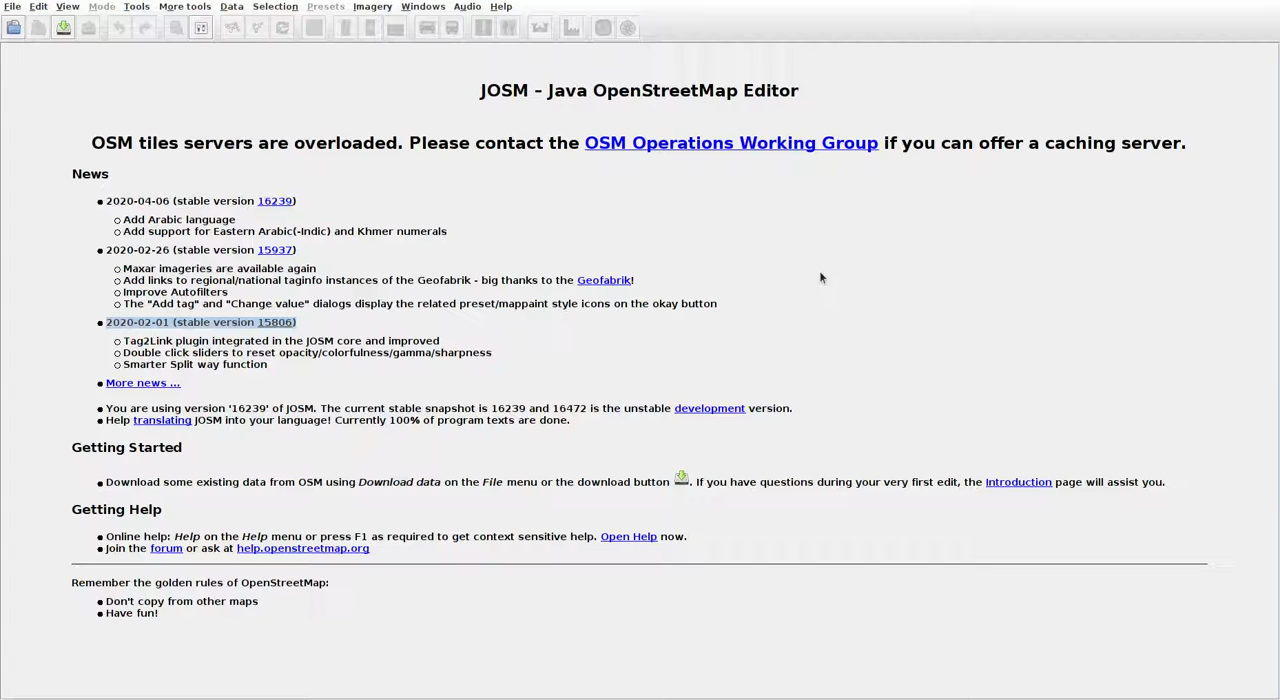 File Edit View Mode Tools More tools Data Selection Presets Imagery Windows Audio Help
JOSM – Java OpenStreetMap Editor
OSM tiles servers are overloaded. Please contact the OSM Operations Working Group if you can offer a caching server.
News
2020-04-06 (stable version 16239)
Add Arabic language
Add support for Eastern Arabic(-Indic) and Khmer numerals
2020-02-26 (stable version 15937)
Maxar imageries are available again
Add links to regional/national taginfo instances of the Geofabrik - big thanks to the Geofabrik!
Improve Autofilters
The "Add tag" and "Change value" dialogs display the related preset/mappaint style icons on the okay button
2020-02-01 (stable version 15806)
Tag2Link plugin integrated in the JOSM core and improved
Double click sliders to reset opacity/colorfulness/gamma/sharpness
Smarter Split way function
More news ...
You are using version '16239' of JOSM. The current stable snapshot is 16239 and 16472 is the unstable development version.
Help translating JOSM into your language! Currently 100% of program texts are done.
Getting Started
Download some existing data from OSM using Download data on the File menu or the download button . If you have questions during your very first edit, the Introduction page will assist you.
Getting Help
Online help: Help on the Help menu or press F1 as required to get context sensitive help. Open Help now.
Join the forum or ask at help.openstreetmap.org
Remember the golden rules of OpenStreetMap:
Don't copy from other maps
Have fun!